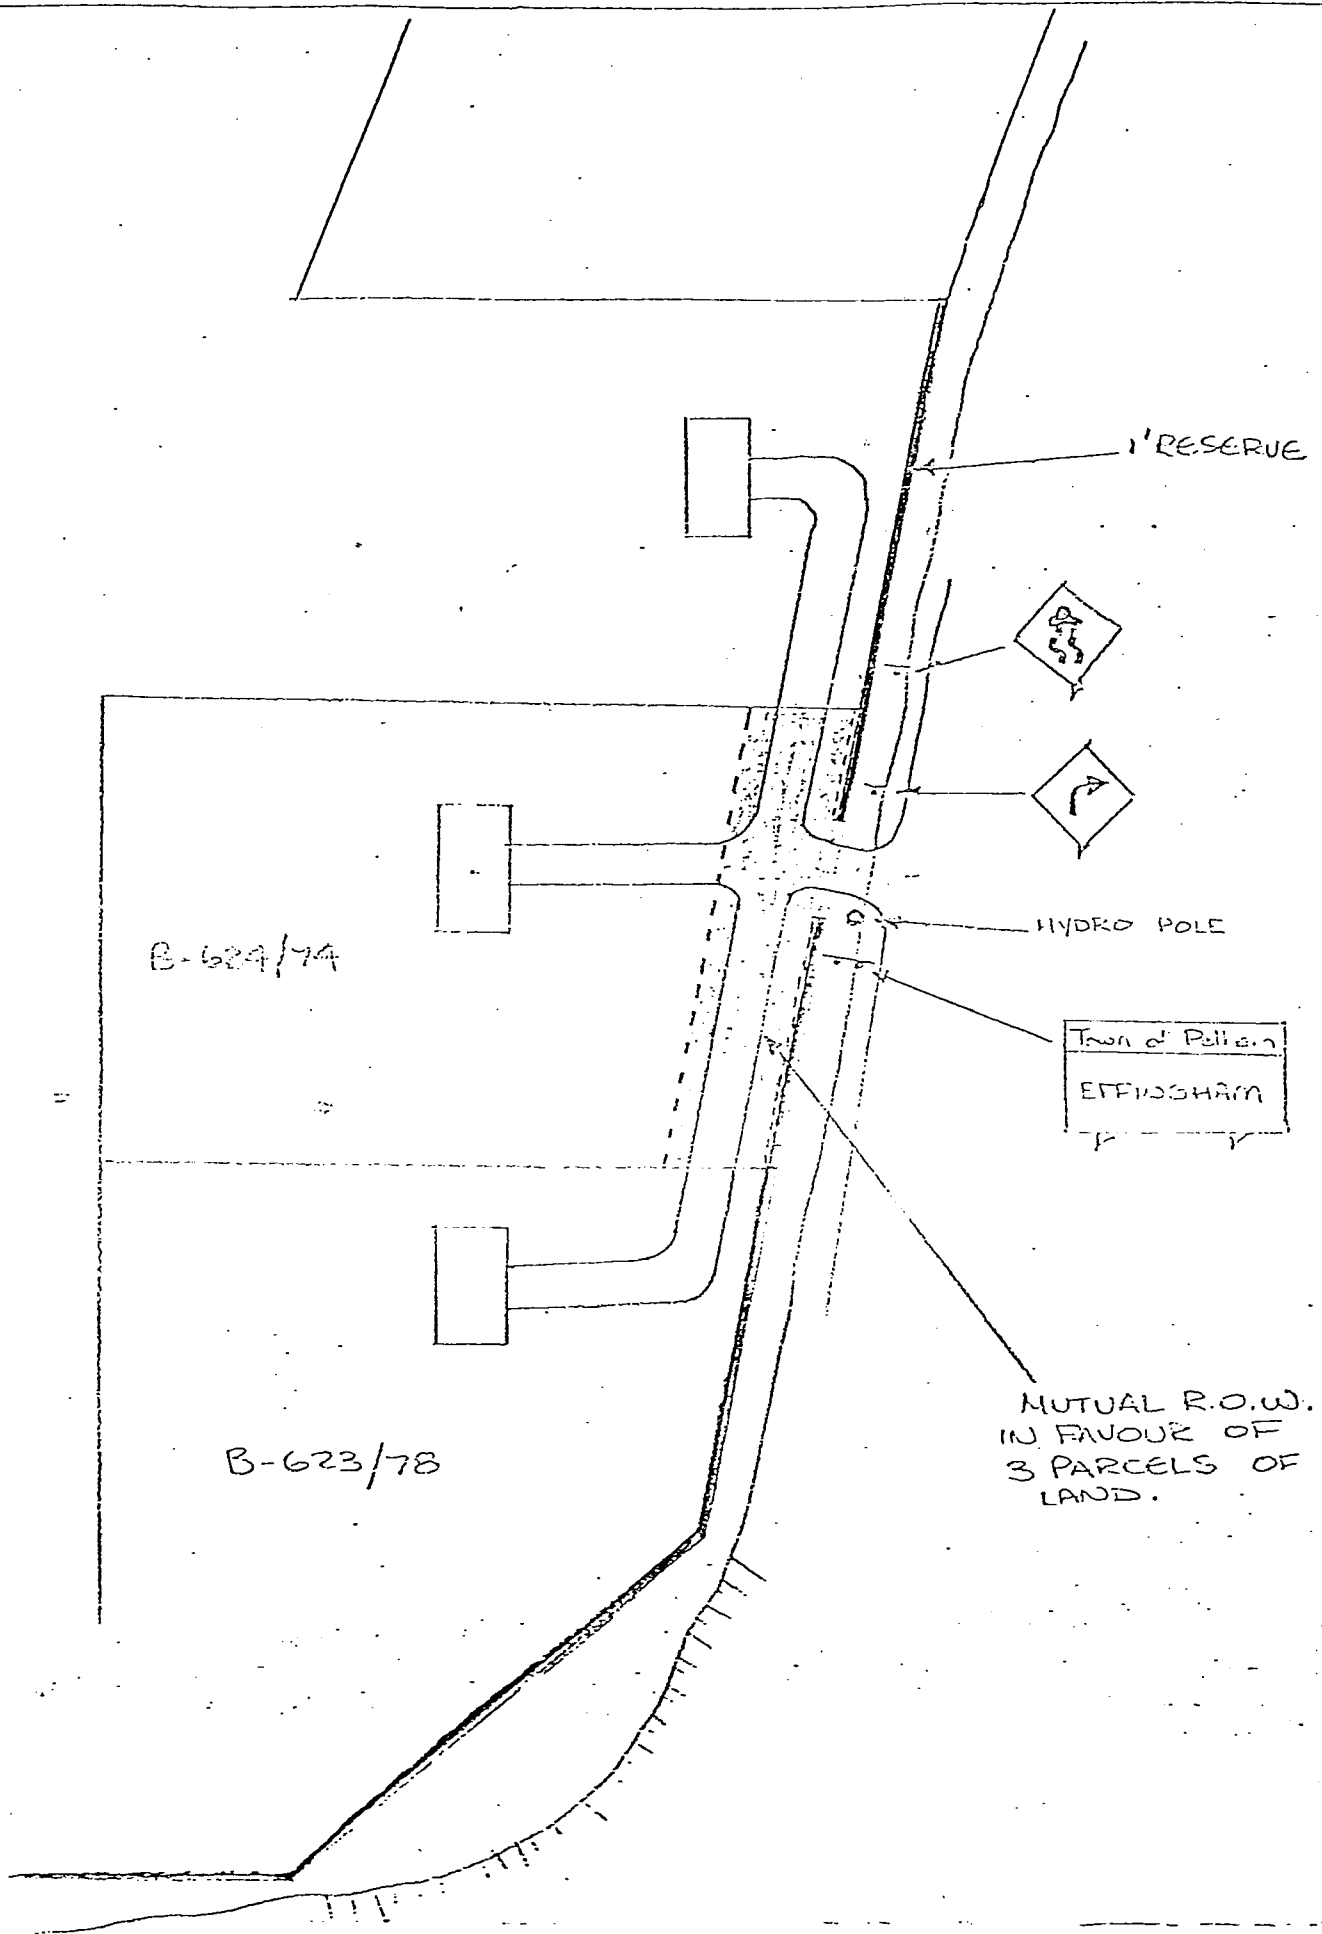 1' RESERVE
HYDRO POLE
B-624/74
Town of Pelham
EFFINGHAM
MUTUAL R.O.W.
IN FAVOUR OF
3 PARCELS OF
LAND.
B-623/78